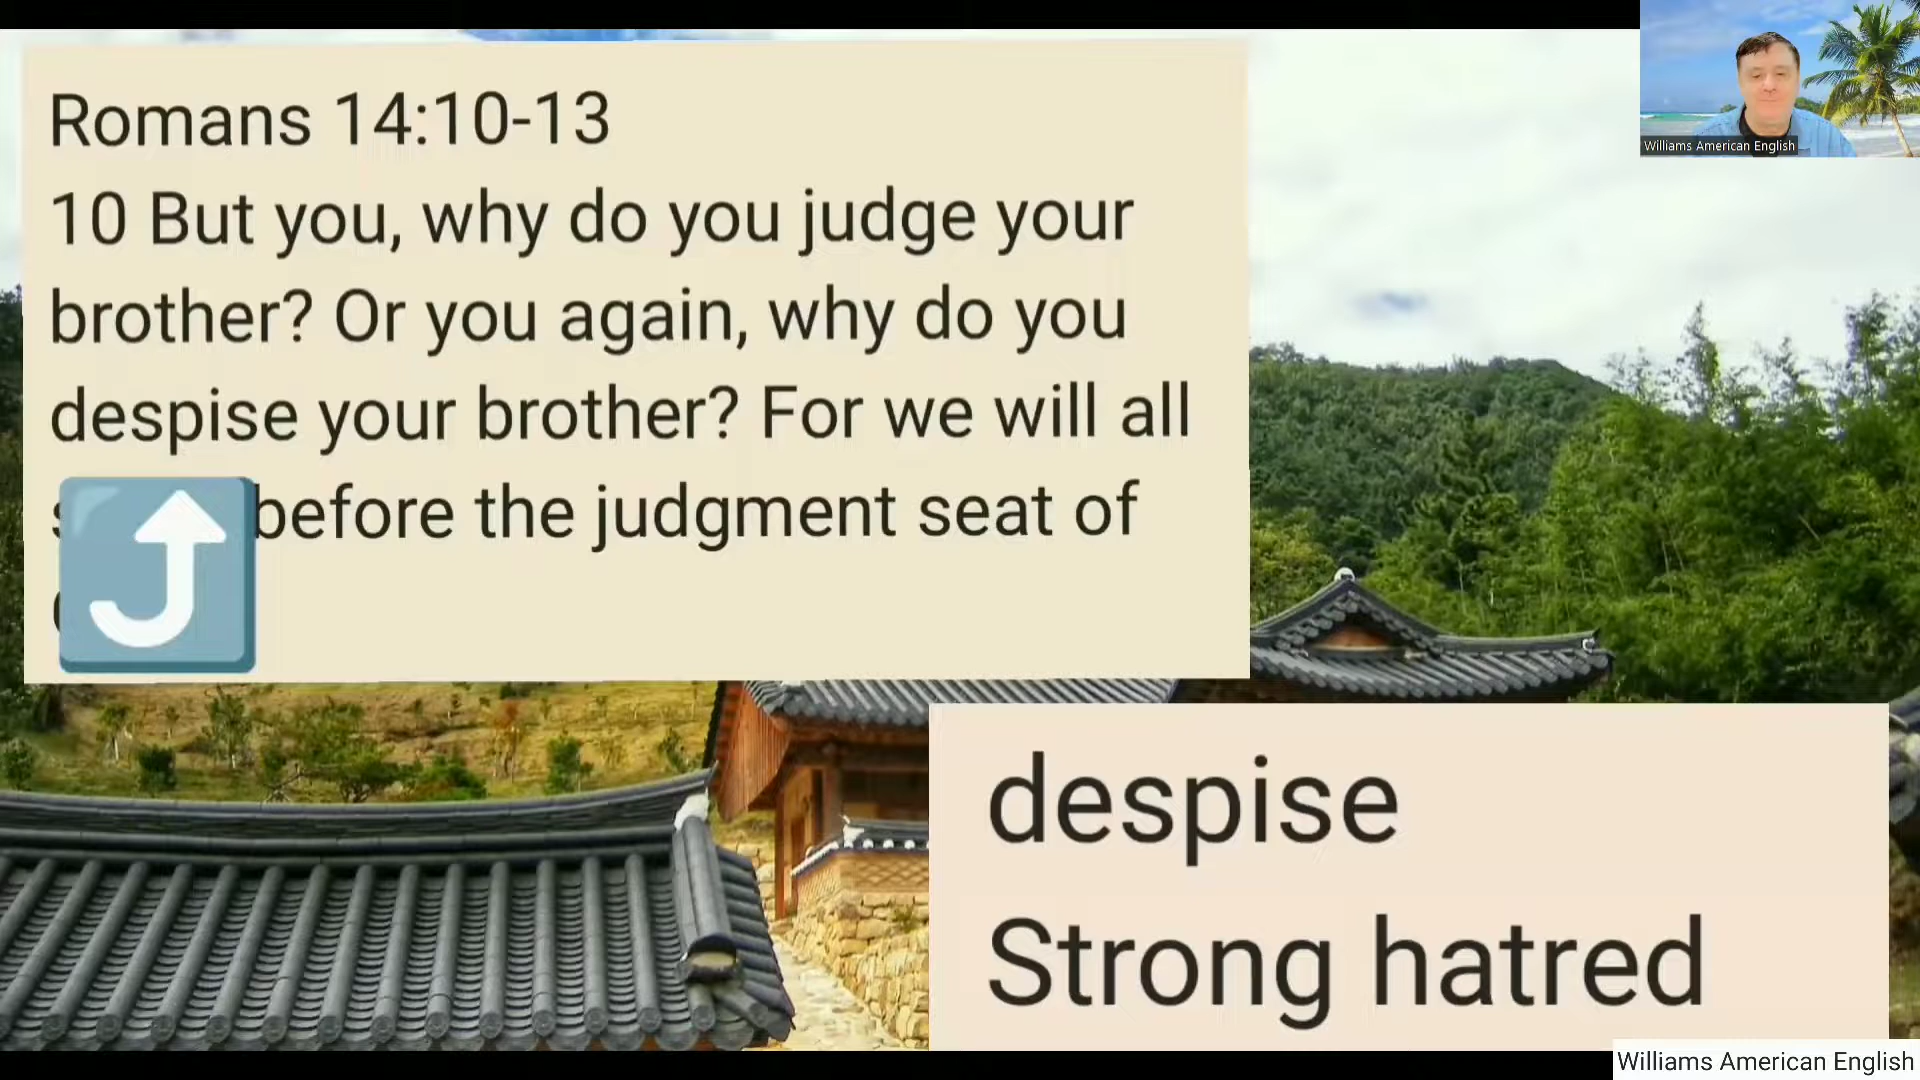 Romans 14:10-13
10 But you, why do you judge your
brother? Or you again, why do you
despise your brother? For we will all
before the judgment seat of
despise
Strong hatred
Williams American English
Williams American English